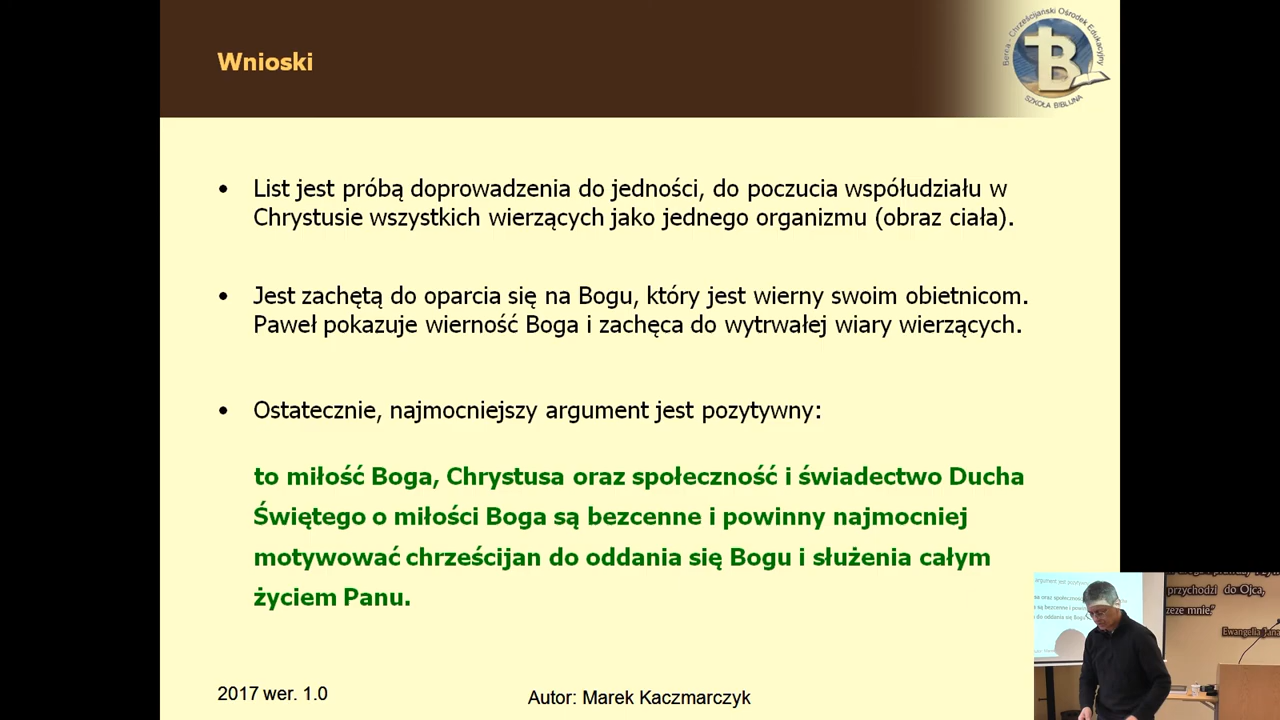 Wnioski
Berea - Chrześcijański Ośrodek Edukacyjny
SZKOŁA BIBLIJNA
• List jest próbą doprowadzenia do jedności, do poczucia współudziału w
Chrystusie wszystkich wierzących jako jednego organizmu (obraz ciała).
• Jest zachętą do oparcia się na Bogu, który jest wierny swoim obietnicom.
Paweł pokazuje wierność Boga i zachęca do wytrwałej wiary wierzących.
• Ostatecznie, najmocniejszy argument jest pozytywny:
to miłość Boga, Chrystusa oraz społeczność i świadectwo Ducha
Świętego o miłości Boga są bezcenne i powinny najmocniej
motywować chrześcijan do oddania się Bogu i służenia całym
życiem Panu.
przychodzi do Ojca,
zeze mnie."
Ewangelia Jana
2017 wer. 1.0
Autor: Marek Kaczmarczyk